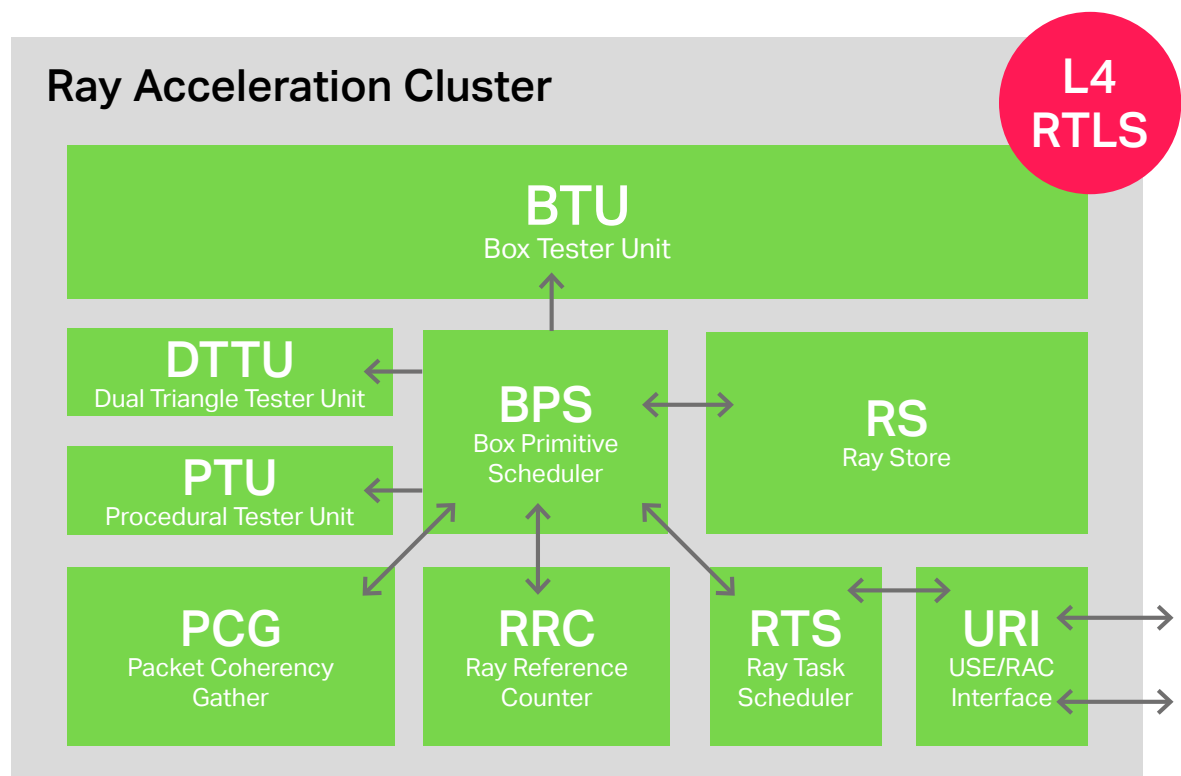 Ray Acceleration Cluster
L4
RTLS
BTU
Box Tester Unit
DTTU
Dual Triangle Tester Unit
BPS
Box Primitive
Scheduler
RS
Ray Store
PTU
Procedural Tester Unit
PCG
Packet Coherency
Gather
RRC
Ray Reference
Counter
RTS
Ray Task
Scheduler
URI
USE/RAC
Interface